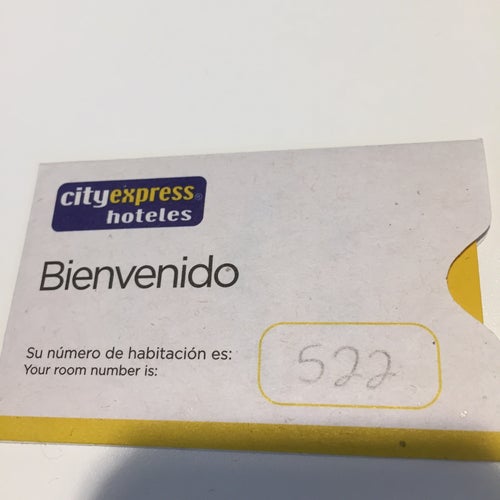 cityexpress®
hoteles
Bienvenido
Su número de habitación es:
Your room number is:
522